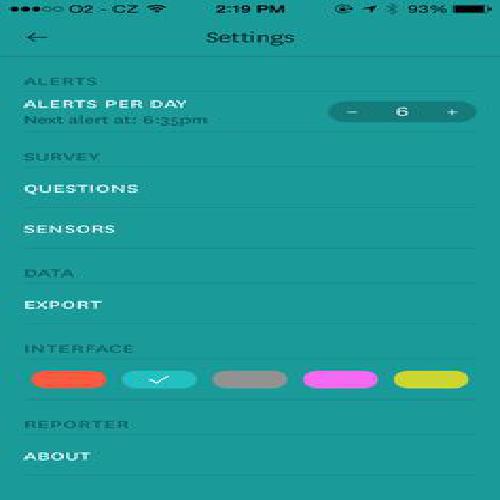 O2 - CZ 2:19 PM 93%
← Settings
ALERTS
ALERTS PER DAY
Next alert at: 6:35pm
− 6 +
SURVEY
QUESTIONS
SENSORS
DATA
EXPORT
INTERFACE
REPORTER
ABOUT